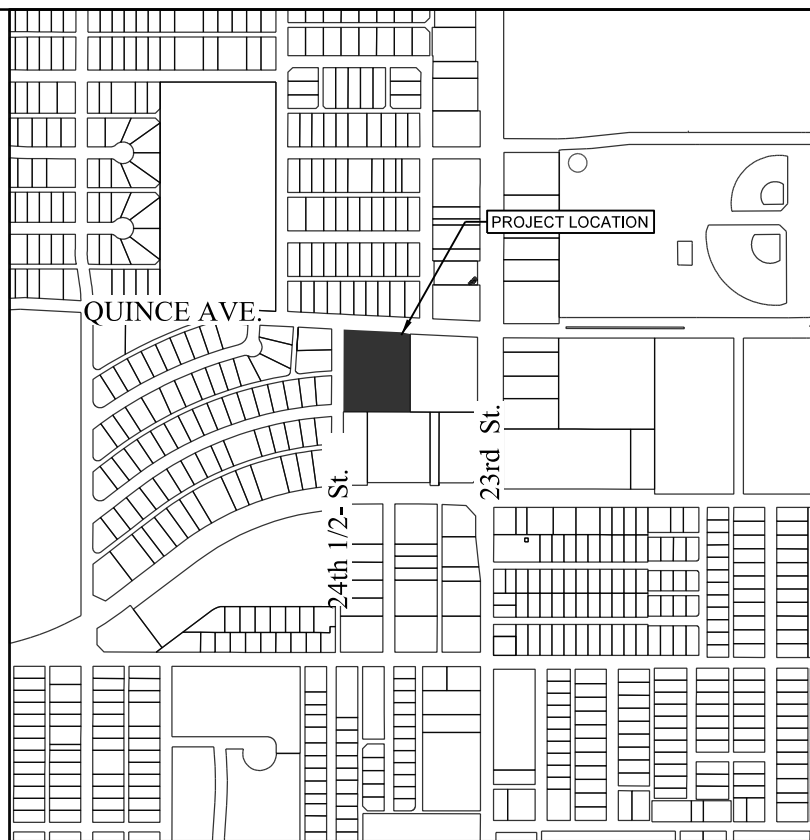 PROJECT LOCATION
QUINCE AVE.
23rd St.
24th 1/2- St.